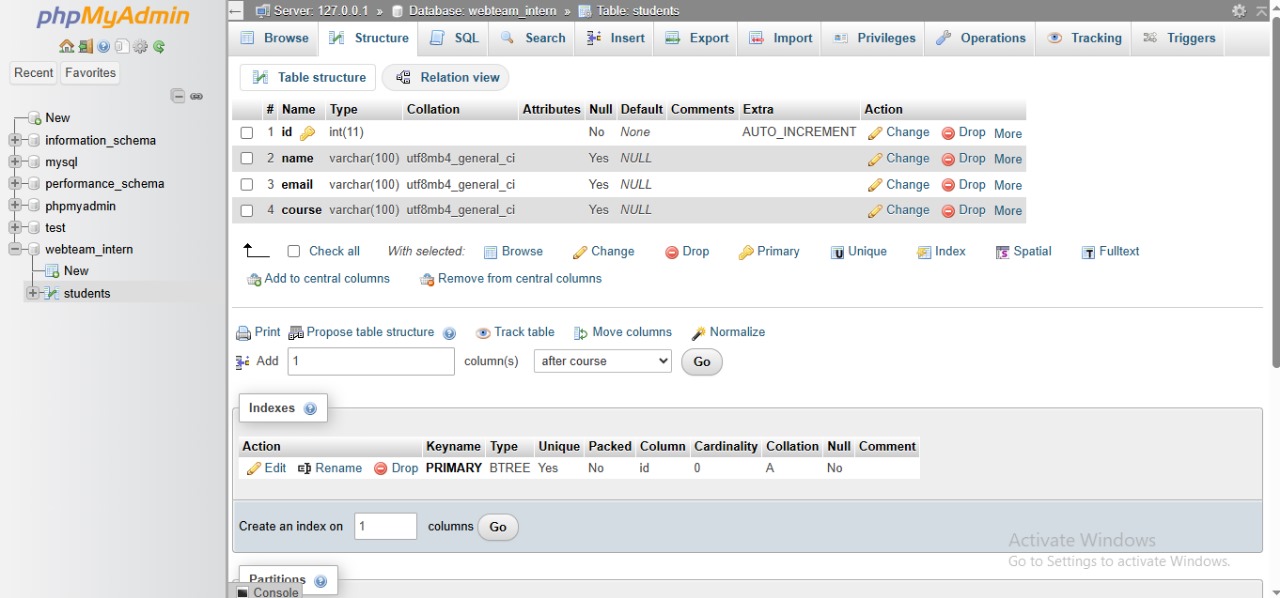 phpMyAdmin
Recent Favorites
New
information_schema
mysql
performance_schema
phpmyadmin
test
webteam_intern
New
students
Server: 127.0.0.1 » Database: webteam_intern » Table: students
Browse Structure SQL Search Insert Export Import Privileges Operations Tracking Triggers
Table structure Relation view
# Name Type Collation Attributes Null Default Comments Extra Action
1 id int(11) No None AUTO_INCREMENT Change Drop More
2 name varchar(100) utf8mb4_general_ci Yes NULL Change Drop More
3 email varchar(100) utf8mb4_general_ci Yes NULL Change Drop More
4 course varchar(100) utf8mb4_general_ci Yes NULL Change Drop More
Check all With selected: Browse Change Drop Primary Unique Index Spatial Fulltext
Add to central columns Remove from central columns
Print Propose table structure Track table Move columns Normalize
Add 1 column(s) after course Go
Indexes
Action Keyname Type Unique Packed Column Cardinality Collation Null Comment
Edit Rename Drop PRIMARY BTREE Yes No id 0 A No
Create an index on 1 columns Go
Partitions
Console
Activate Windows
Go to Settings to activate Windows.